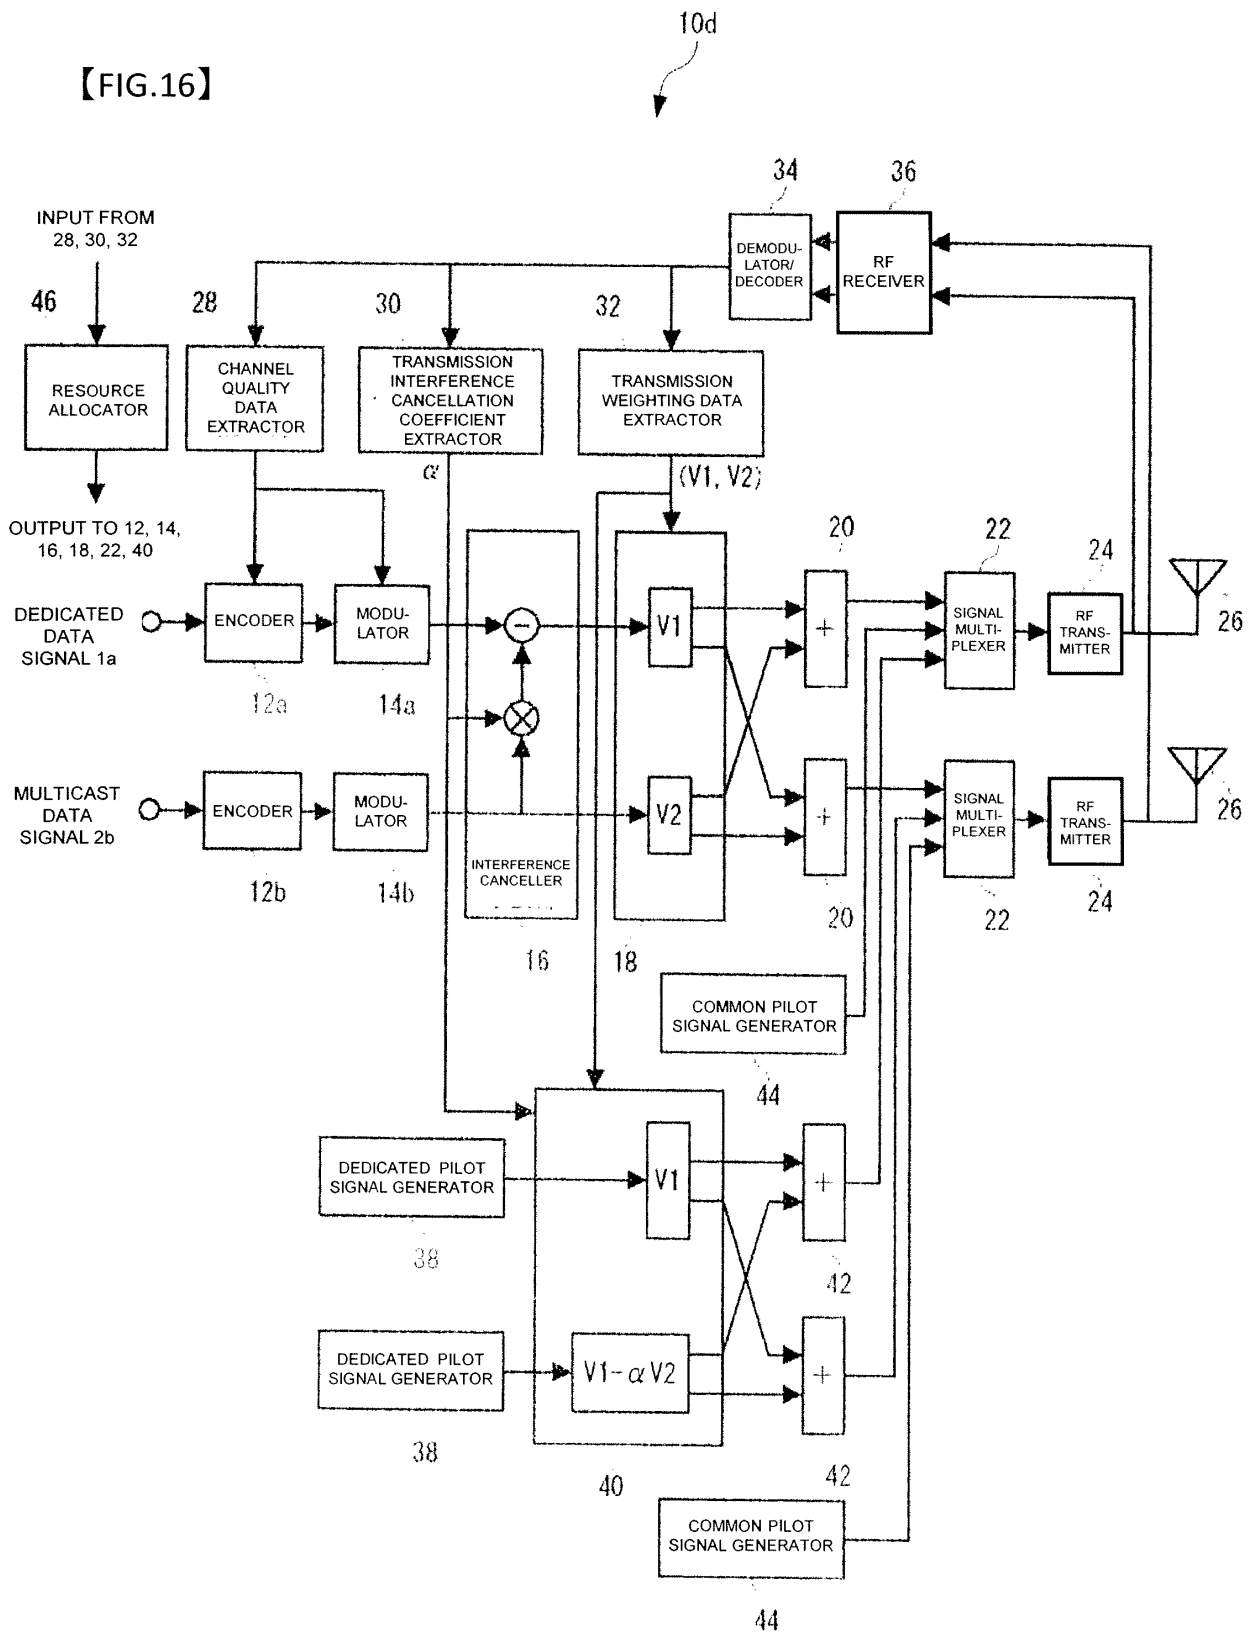 10d
【FIG.16】
34
36
INPUT FROM
28, 30, 32
DEMODU-
LATOR/
DECODER
RF
RECEIVER
46
28
30
32
RESOURCE
ALLOCATOR
CHANNEL
QUALITY
DATA
EXTRACTOR
TRANSMISSION
INTERFERENCE
CANCELLATION
COEFFICIENT
EXTRACTOR
TRANSMISSION
WEIGHTING DATA
EXTRACTOR
α
(V1, V2)
OUTPUT TO 12, 14,
16, 18, 22, 40
20
22
24
26
DEDICATED
DATA
SIGNAL 1a
ENCODER
MODU-
LATOR
−
V1
+
SIGNAL
MULTI-
PLEXER
RF
TRANS-
MITTER
12a
14a
×
MULTICAST DATA
SIGNAL 2b
ENCODER
MODU-
LATOR
V2
+
SIGNAL
MULTI-
PLEXER
RF
TRANS-
MITTER
26
12b
14b
INTERFERENCE
CANCELLER
16
18
20
22
24
COMMON PILOT
SIGNAL GENERATOR
44
DEDICATED PILOT
SIGNAL GENERATOR
V1
+
38
42
DEDICATED PILOT
SIGNAL GENERATOR
V1-αV2
+
38
40
42
COMMON PILOT
SIGNAL GENERATOR
44